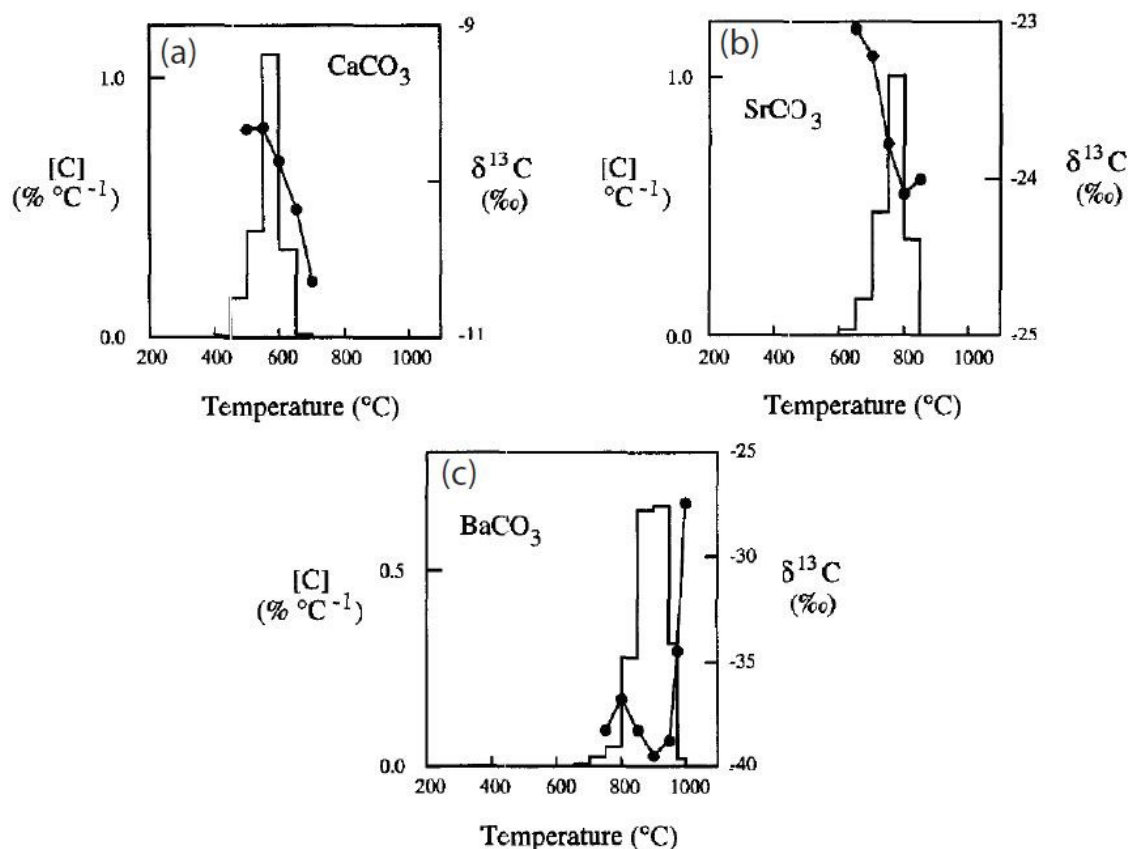 (a)
CaCO3
[C]
(% °C -1)
1.0
0.0
-9
-11
δ13C
(‰)
200 400 600 800 1000
Temperature (°C)
(b)
SrCO3
[C]
°C -1)
1.0
0.0
-23
-24
-25
δ13C
(‰)
200 400 600 800 1000
Temperature (°C)
(c)
BaCO3
[C]
(% °C -1)
0.5
0.0
-25
-30
-35
-40
δ13C
(‰)
200 400 600 800 1000
Temperature (°C)